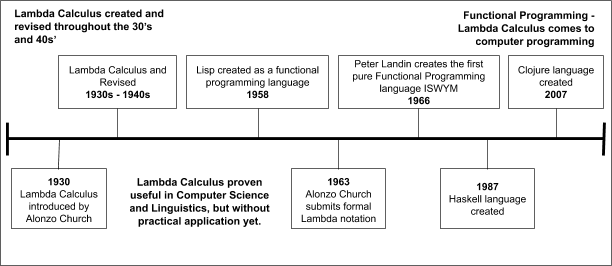 Lambda Calculus created and
revised throughout the 30's
and 40s'
Functional Programming -
Lambda Calculus comes to
computer programming
Lambda Calculus and
Revised
1930s - 1940s
Lisp created as a functional
programming language
1958
Peter Landin creates the first
pure Functional Programming
language ISWYM
1966
Clojure language
created
2007
1930
Lambda Calculus
introduced by
Alonzo Church
Lambda Calculus proven
useful in Computer Science
and Linguistics, but without
practical application yet.
1963
Alonzo Church
submits formal
Lambda notation
1987
Haskell language
created